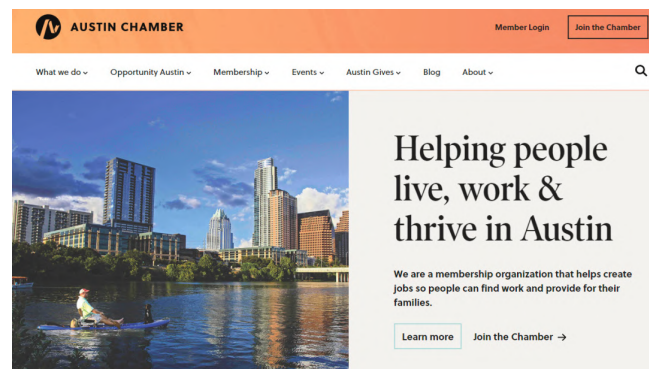 AUSTIN CHAMBER
Member Login
Join the Chamber
What we do
Opportunity Austin
Membership
Events
Austin Gives
Blog
About
Helping people
live, work &
thrive in Austin
We are a membership organization that helps create
jobs so people can find work and provide for their
families.
Learn more
Join the Chamber →